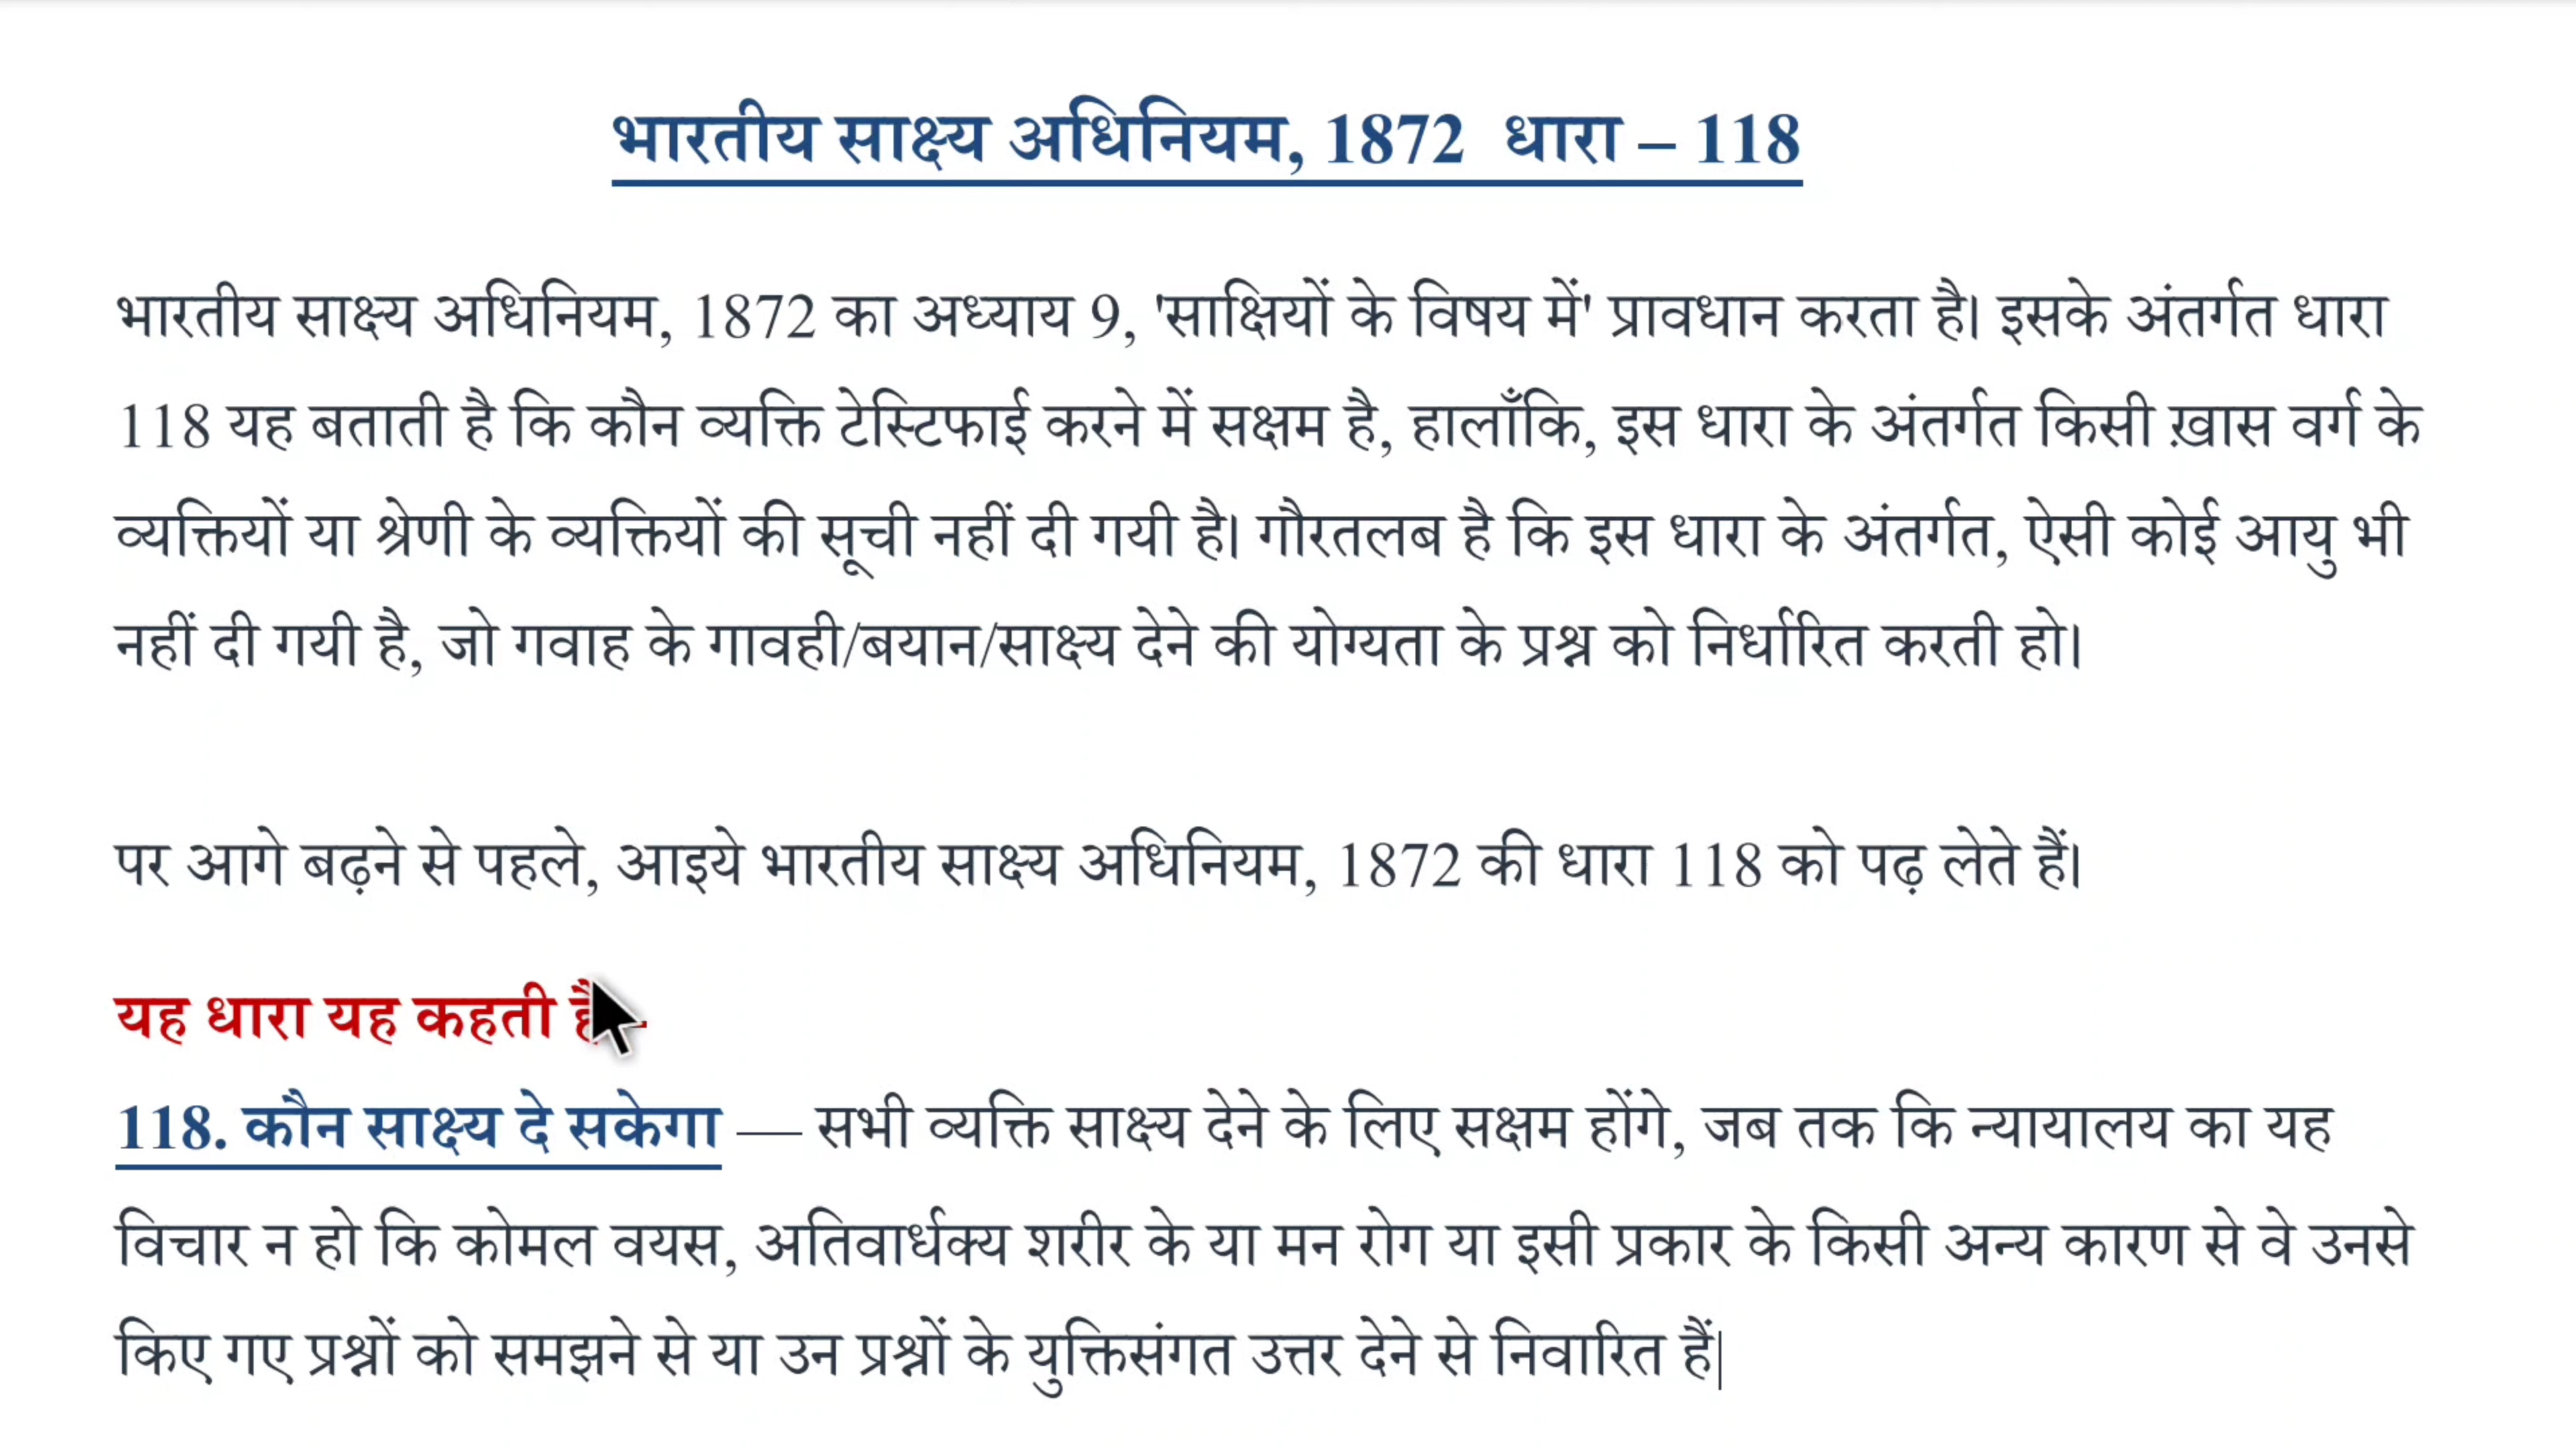 भारतीय साक्ष्य अधिनियम, 1872 धारा – 118
भारतीय साक्ष्य अधिनियम, 1872 का अध्याय 9, 'साक्षियों के विषय में' प्रावधान करता है। इसके अंतर्गत धारा
118 यह बताती है कि कौन व्यक्ति टेस्टिफाई करने में सक्षम है, हालाँकि, इस धारा के अंतर्गत किसी ख़ास वर्ग के
व्यक्तियों या श्रेणी के व्यक्तियों की सूची नहीं दी गयी है। गौरतलब है कि इस धारा के अंतर्गत, ऐसी कोई आयु भी
नहीं दी गयी है, जो गवाह के गावही/बयान/साक्ष्य देने की योग्यता के प्रश्न को निर्धारित करती हो।
पर आगे बढ़ने से पहले, आइये भारतीय साक्ष्य अधिनियम, 1872 की धारा 118 को पढ़ लेते हैं।
यह धारा यह कहती है-
118. कौन साक्ष्य दे सकेगा — सभी व्यक्ति साक्ष्य देने के लिए सक्षम होंगे, जब तक कि न्यायालय का यह
विचार न हो कि कोमल वयस, अतिवार्धक्य शरीर के या मन रोग या इसी प्रकार के किसी अन्य कारण से वे उनसे
किए गए प्रश्नों को समझने से या उन प्रश्नों के युक्तिसंगत उत्तर देने से निवारित हैं|